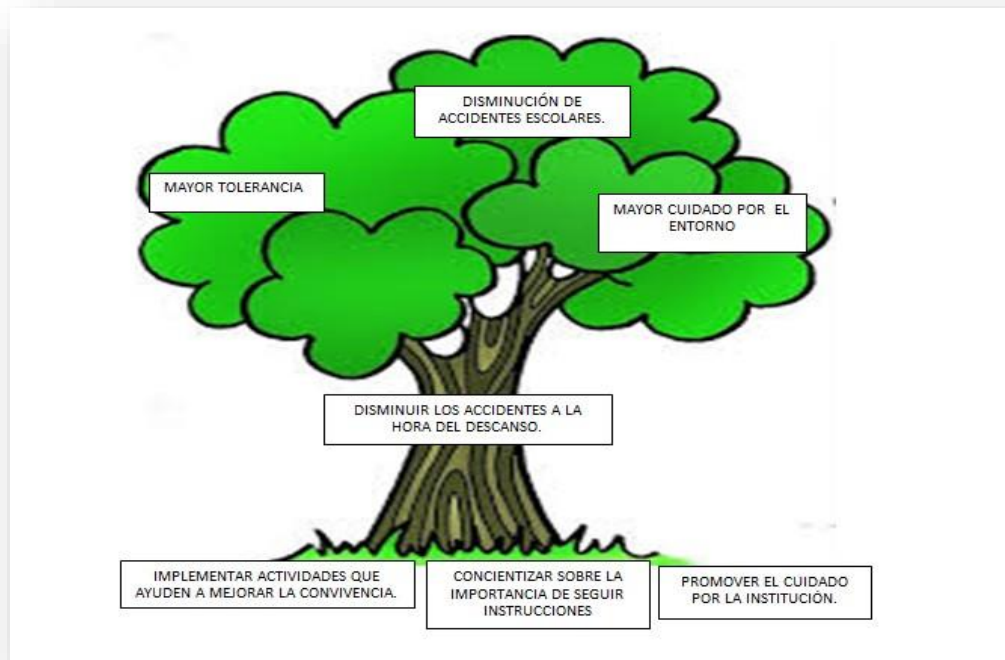 DISMINUCIÓN DE
ACCIDENTES ESCOLARES.
MAYOR TOLERANCIA
MAYOR CUIDADO POR EL
ENTORNO
DISMINUIR LOS ACCIDENTES A LA
HORA DEL DESCANSO.
IMPLEMENTAR ACTIVIDADES QUE
AYUDEN A MEJORAR LA CONVIVENCIA.
CONCIENTIZAR SOBRE LA
IMPORTANCIA DE SEGUIR
INSTRUCCIONES
PROMOVER EL CUIDADO
POR LA INSTITUCIÓN.